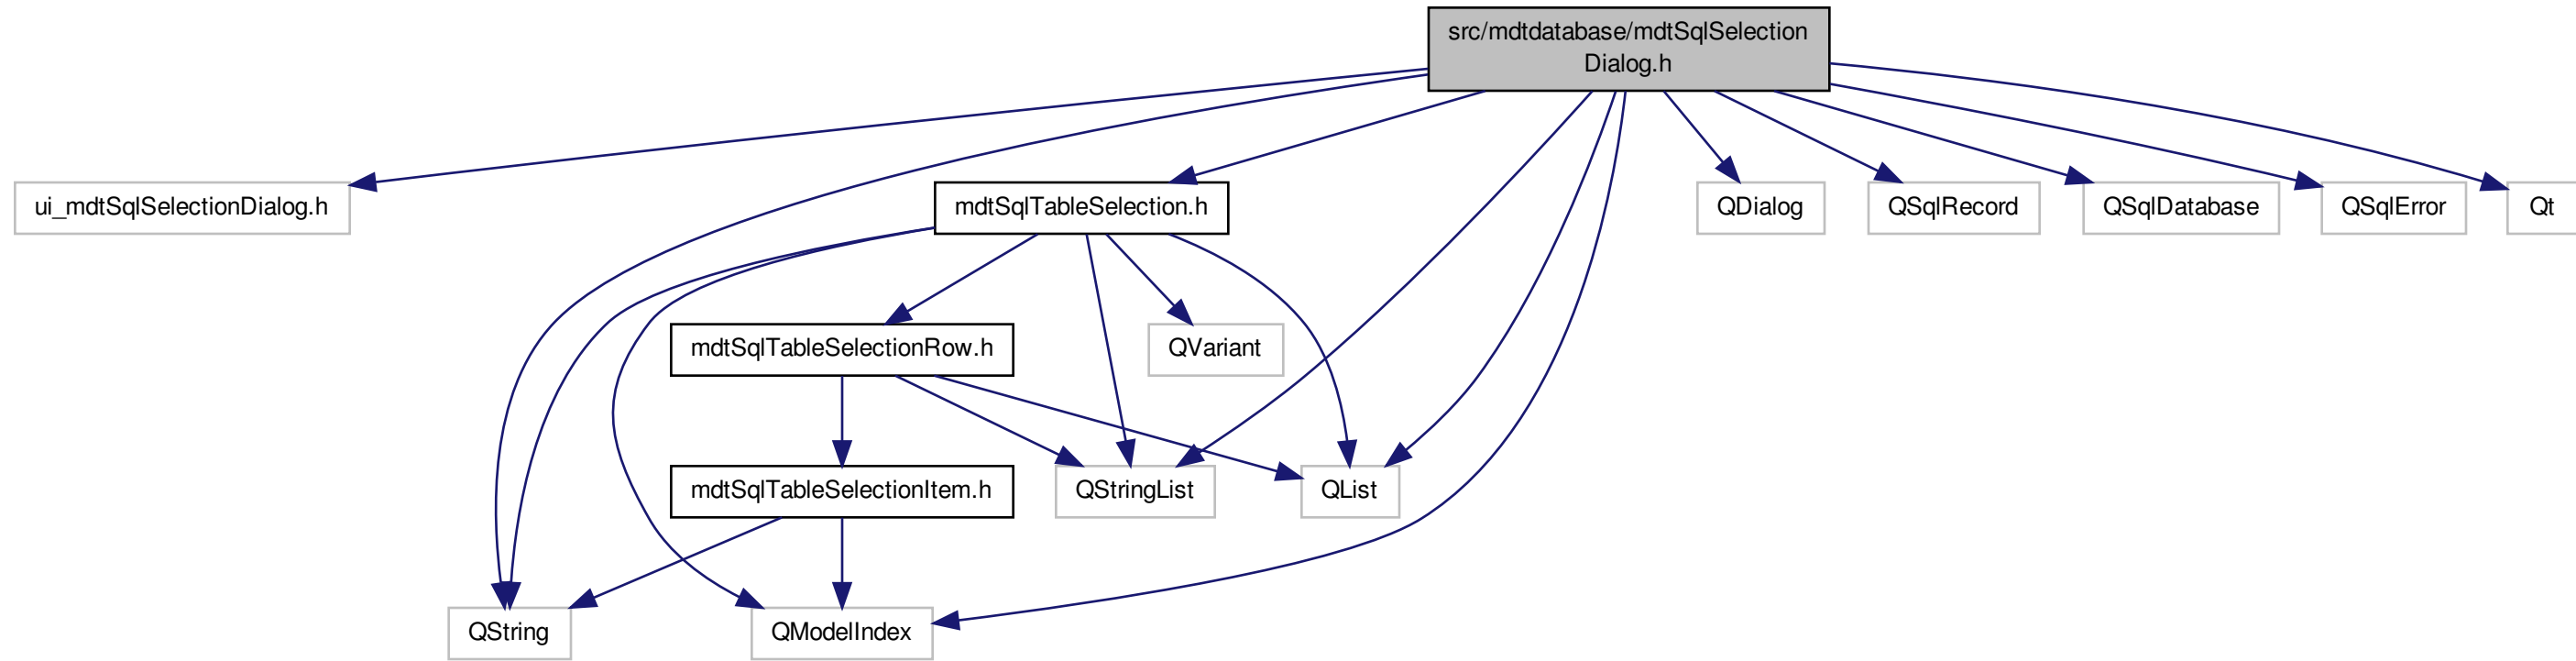 src/mdtdatabase/mdtSqlSelection
Dialog.h
ui_mdtSqlSelectionDialog.h
mdtSqlTableSelection.h
QDialog
QSqlRecord
QSqlDatabase
QSqlError
Qt
mdtSqlTableSelectionRow.h
QVariant
mdtSqlTableSelectionItem.h
QStringList
QList
QString
QModelIndex